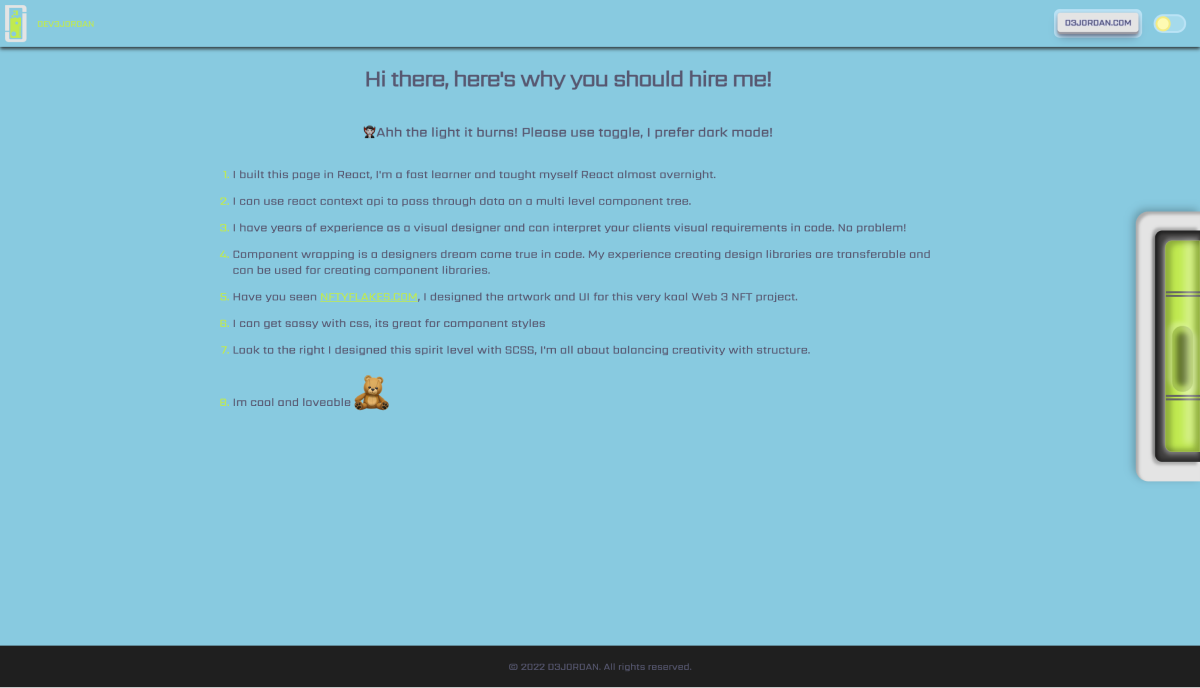 DEV3JORDAN
D3JORDAN.COM
Hi there, here's why you should hire me!
Ahh the light it burns! Please use toggle, I prefer dark mode!
1. I built this page in React, I'm a fast learner and taught myself React almost overnight.
2. I can use react context api to pass through data on a multi level component tree.
3. I have years of experience as a visual designer and can interpret your clients visual requirements in code. No problem!
4. Component wrapping is a designers dream come true in code. My experience creating design libraries are transferable and
can be used for creating component libraries.
5. Have you seen NFTYFLAKES.COM, I designed the artwork and UI for this very kool Web 3 NFT project.
6. I can get sassy with css, its great for component styles
7. Look to the right I designed this spirit level with SCSS, I'm all about balancing creativity with structure.
8. Im cool and loveable
© 2022 D3JORDAN. All rights reserved.